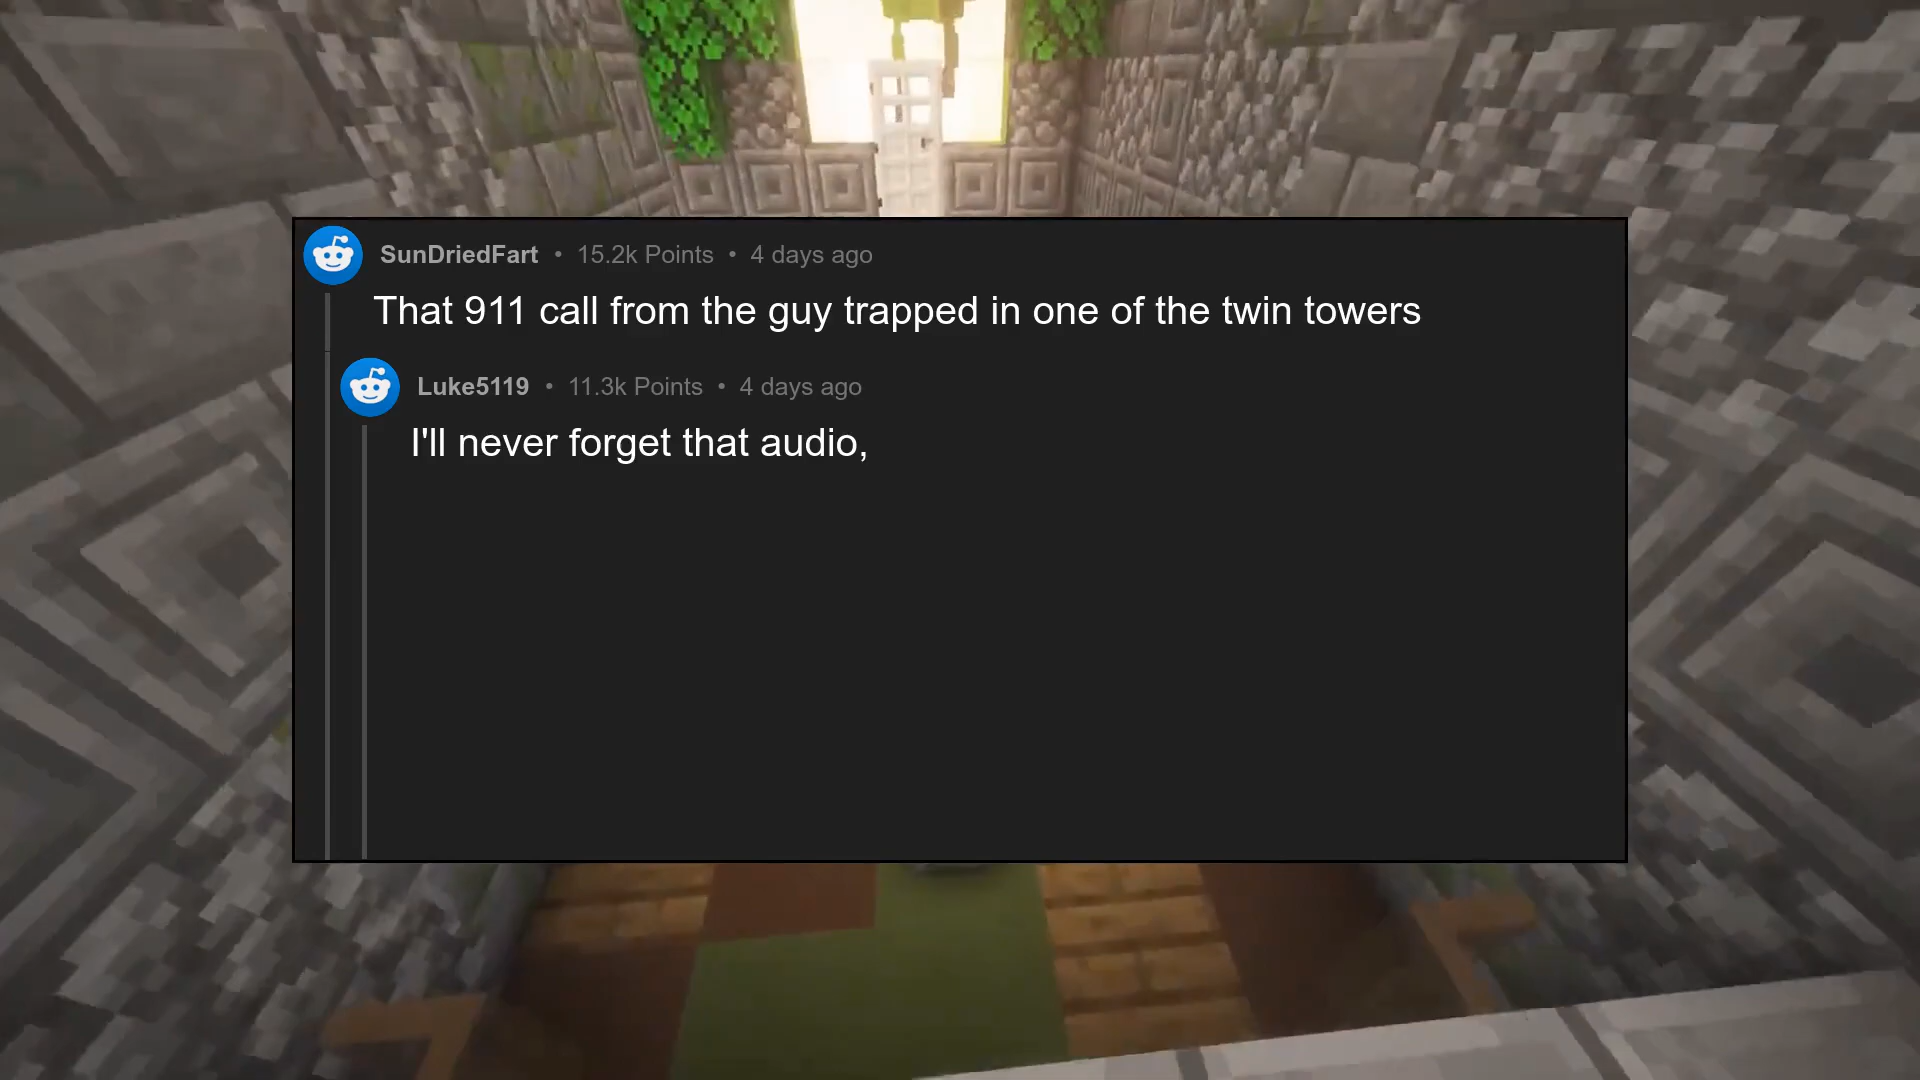 SunDriedFart • 15.2k Points • 4 days ago
That 911 call from the guy trapped in one of the twin towers
Luke5119 • 11.3k Points • 4 days ago
I'll never forget that audio,